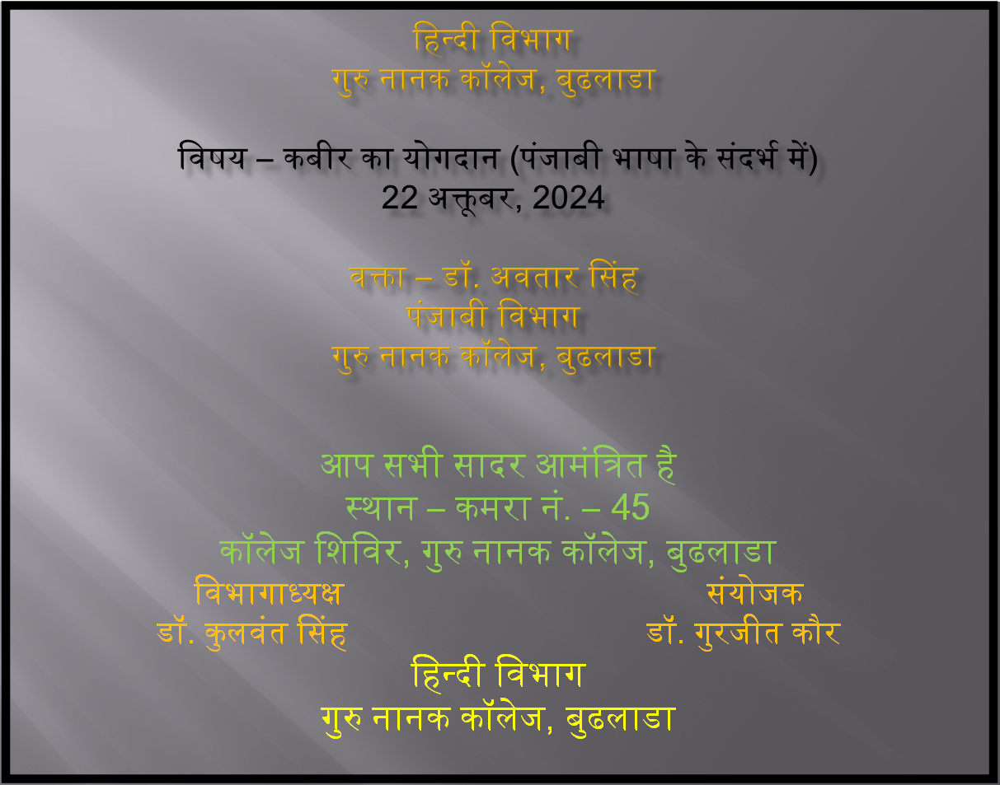 हिन्दी विभाग
गुरु नानक कॉलेज, बुढलाडा
विषय – कबीर का योगदान (पंजाबी भाषा के संदर्भ में)
22 अक्तूबर, 2024
वक्ता – डॉ. अवतार सिंह
पंजाबी विभाग
गुरु नानक कॉलेज, बुढलाडा
आप सभी सादर आमंत्रित है
स्थान – कमरा नं. – 45
कॉलेज शिविर, गुरु नानक कॉलेज, बुढलाडा
विभागाध्यक्ष संयोजक
डॉ. कुलवंत सिंह डॉ. गुरजीत कौर
हिन्दी विभाग
गुरु नानक कॉलेज, बुढलाडा